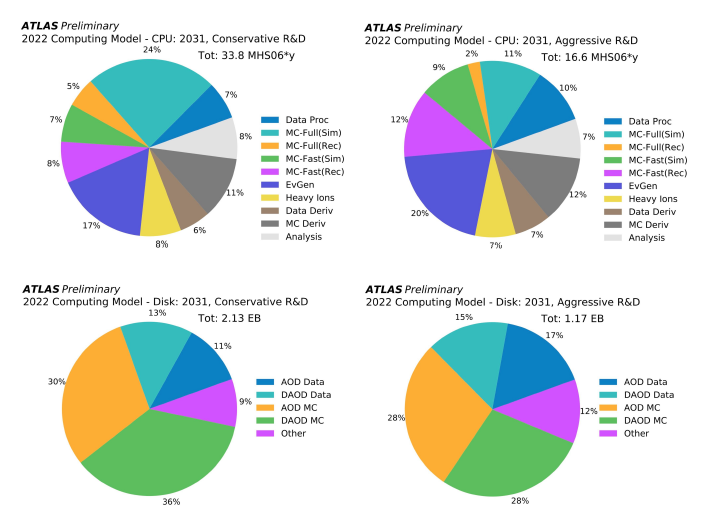 ATLAS Preliminary
2022 Computing Model - CPU: 2031, Conservative R&D
24%
Tot: 33.8 MHS06*y
5%
7%
7%
8%
8%
11%
17%
6%
8%
Data Proc
MC-Full(Sim)
MC-Full(Rec)
MC-Fast(Sim)
MC-Fast(Rec)
EvGen
Heavy Ions
Data Deriv
MC Deriv
Analysis
ATLAS Preliminary
2022 Computing Model - CPU: 2031, Aggressive R&D
2%
11%
Tot: 16.6 MHS06*y
9%
10%
12%
7%
12%
20%
7%
7%
Data Proc
MC-Full(Sim)
MC-Full(Rec)
MC-Fast(Sim)
MC-Fast(Rec)
EvGen
Heavy Ions
Data Deriv
MC Deriv
Analysis
ATLAS Preliminary
2022 Computing Model - Disk: 2031, Conservative R&D
13%
Tot: 2.13 EB
11%
30%
9%
36%
AOD Data
DAOD Data
AOD MC
DAOD MC
Other
ATLAS Preliminary
2022 Computing Model - Disk: 2031, Aggressive R&D
15%
Tot: 1.17 EB
17%
28%
12%
28%
AOD Data
DAOD Data
AOD MC
DAOD MC
Other